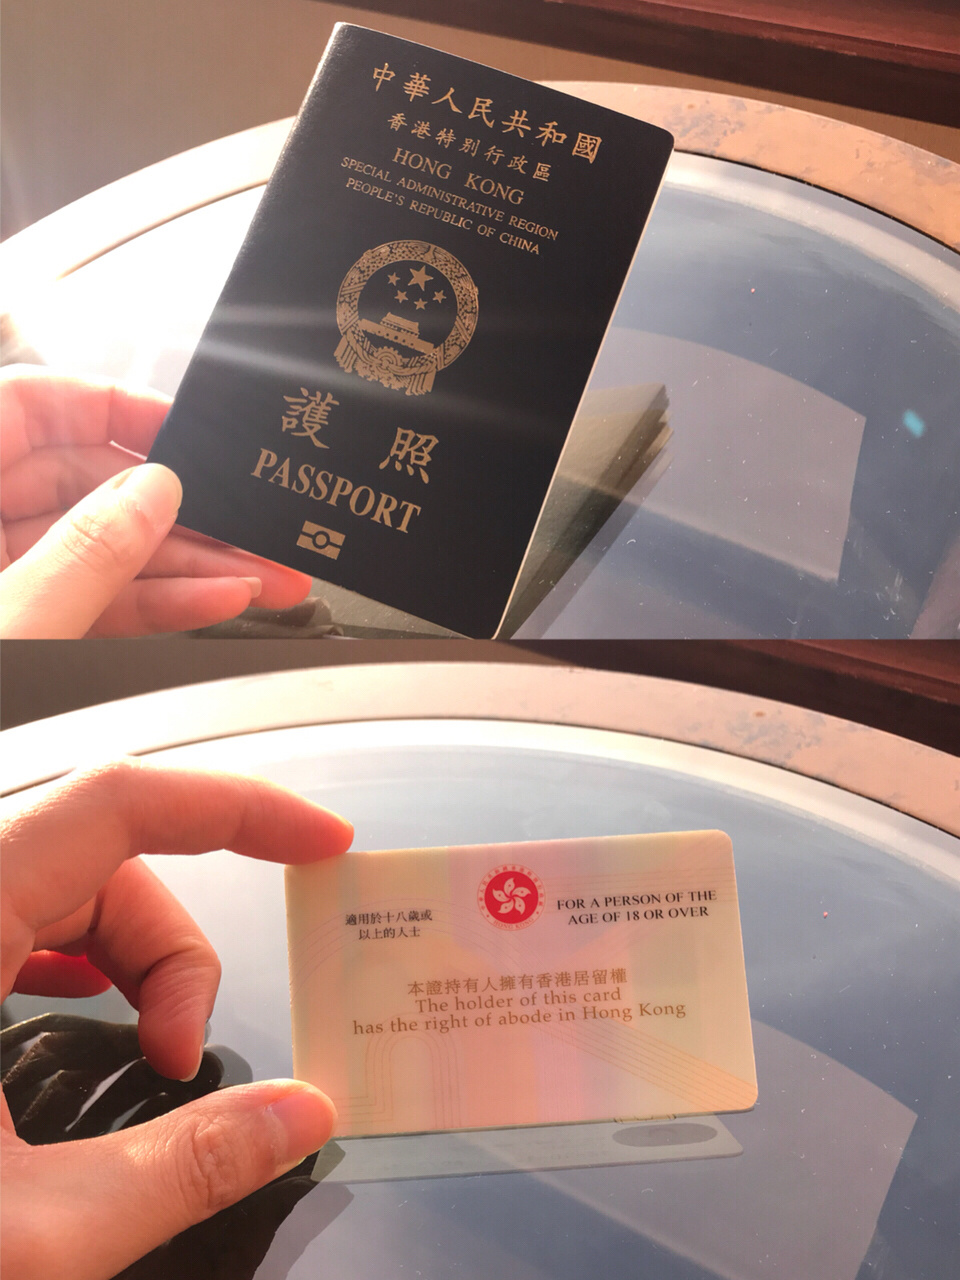 中華人民共和國
香港特別行政區
HONG KONG
SPECIAL ADMINISTRATIVE REGION
PEOPLE'S REPUBLIC OF CHINA
護照
PASSPORT
適用於十八歲或
以上的人士
FOR A PERSON OF THE
AGE OF 18 OR OVER
本證持有人擁有香港居留權
The holder of this card
has the right of abode in Hong Kong